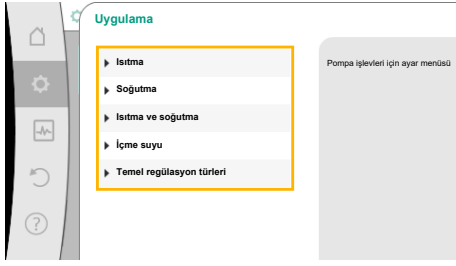 Uygulama
Isıtma
Soğutma
Isıtma ve soğutma
İçme suyu
Temel regülasyon türleri
Pompa işlevleri için ayar menüsü